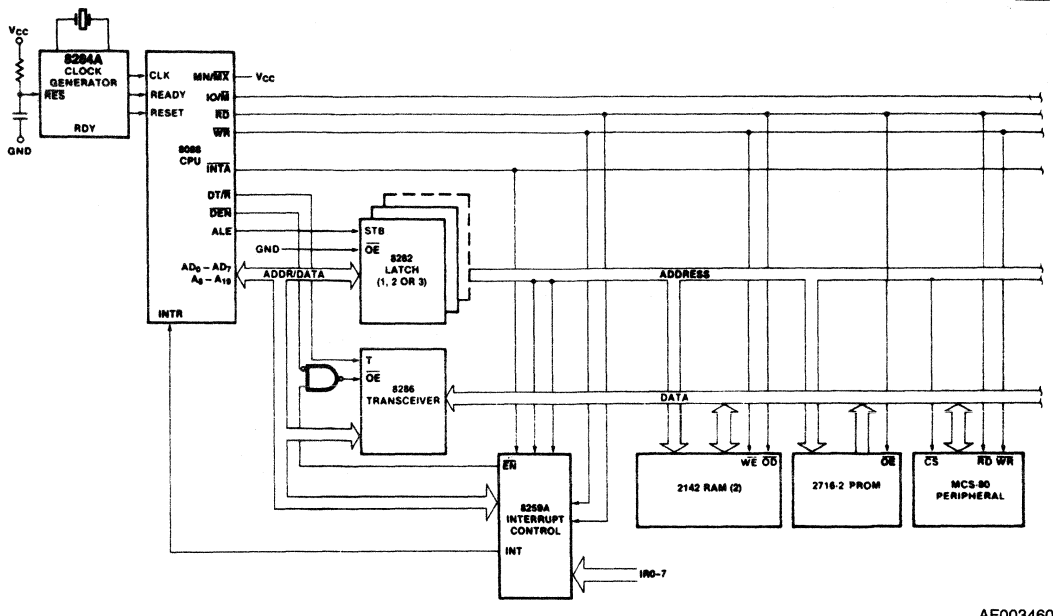 VCC
GND
8284A
CLOCK
GENERATOR
RES
RDY
CLK
READY
RESET
8088
CPU
MN/MX
VCC
IO/M
RD
WR
INTA
DT/R
DEN
ALE
AD0 – AD7
A8 – A19
INTR
ADDR/DATA
GND
STB
OE
8282
LATCH
(1, 2 OR 3)
ADDRESS
T
OE
8286
TRANSCEIVER
DATA
EN
8259A
INTERRUPT
CONTROL
INT
IR0-7
WE OD
2142 RAM (2)
OE
2716-2 PROM
CS RD WR
MCS-80
PERIPHERAL
AF003460